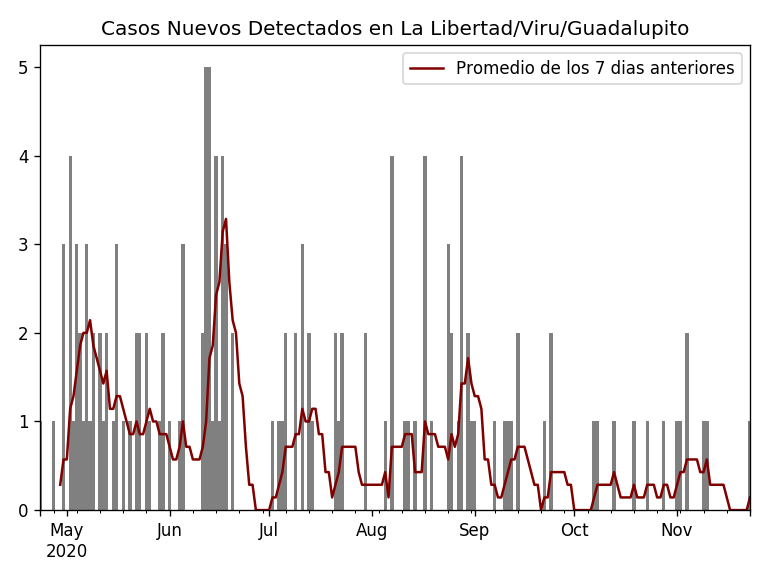 Casos Nuevos Detectados en La Libertad/Viru/Guadalupito
Promedio de los 7 dias anteriores
5
4
3
2
1
0
May Jun Jul Aug Sep Oct Nov
2020